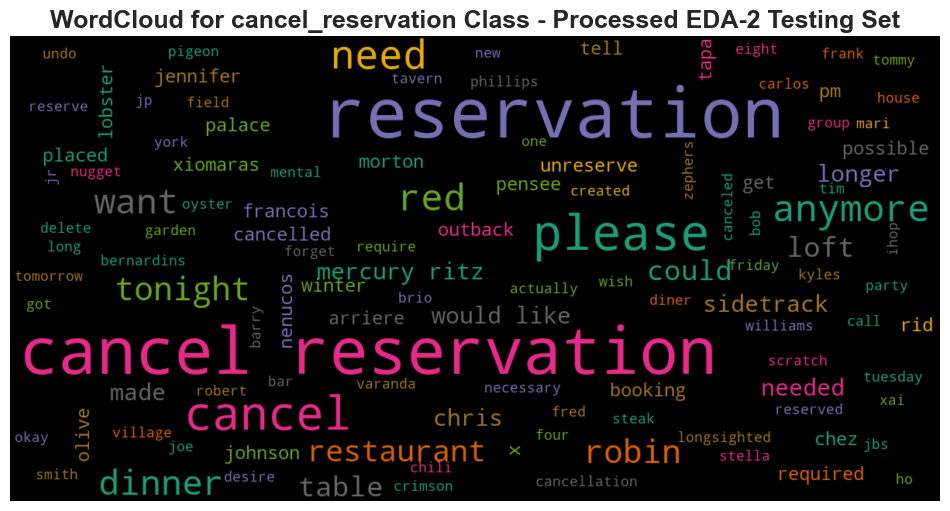 WordCloud for cancel_reservation Class - Processed EDA-2 Testing Set
undo
pigeon
need
new
tell
tapa
eight
frank
tommy
lobster
jennifer
tavern
phillips
carlos
reserve
jp
field
reservation
pm
house
york
palace
one
group
mari
placed
xiomaras
mental
morton
unreserve
zephers
possible
jr
nugget
want
oyster
red
pensee
created
get
longer
tim
francois
canceled
bob
anymore
delete
garden
cancelled
outback
please
loft
ihop
long
bernardins
forget
require
mercury ritz
could
friday
kyles
tomorrow
tonight
winter
actually
wish
got
nenucos
brio
diner
sidetrack
party
barry
arriere
would like
williams
call
rid
cancel reservation
scratch
made
robert
bar
varanda
necessary
booking
needed
tuesday
reserved
xai
olive
cancel
chris
fred
steak
okay
village
joe
johnson
restaurant
x
four
robin
longsighted
stella
chez
jbs
smith
dinner
desire
table
chili
crimson
cancellation
required
ho